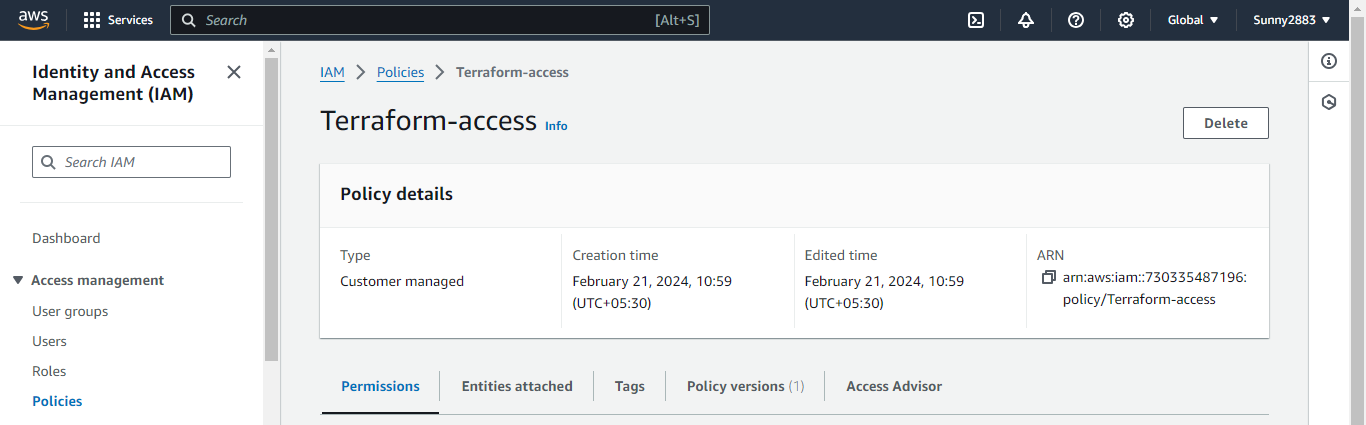 aws
Services
Search
[Alt+S]
Global
Sunny2883
Identity and Access
Management (IAM)
Search IAM
Dashboard
Access management
User groups
Users
Roles
Policies
IAM > Policies > Terraform-access
Terraform-access Info
Delete
Policy details
Type
Customer managed
Creation time
February 21, 2024, 10:59
(UTC+05:30)
Edited time
February 21, 2024, 10:59
(UTC+05:30)
ARN
arn:aws:iam::730335487196:
policy/Terraform-access
Permissions
Entities attached
Tags
Policy versions (1)
Access Advisor